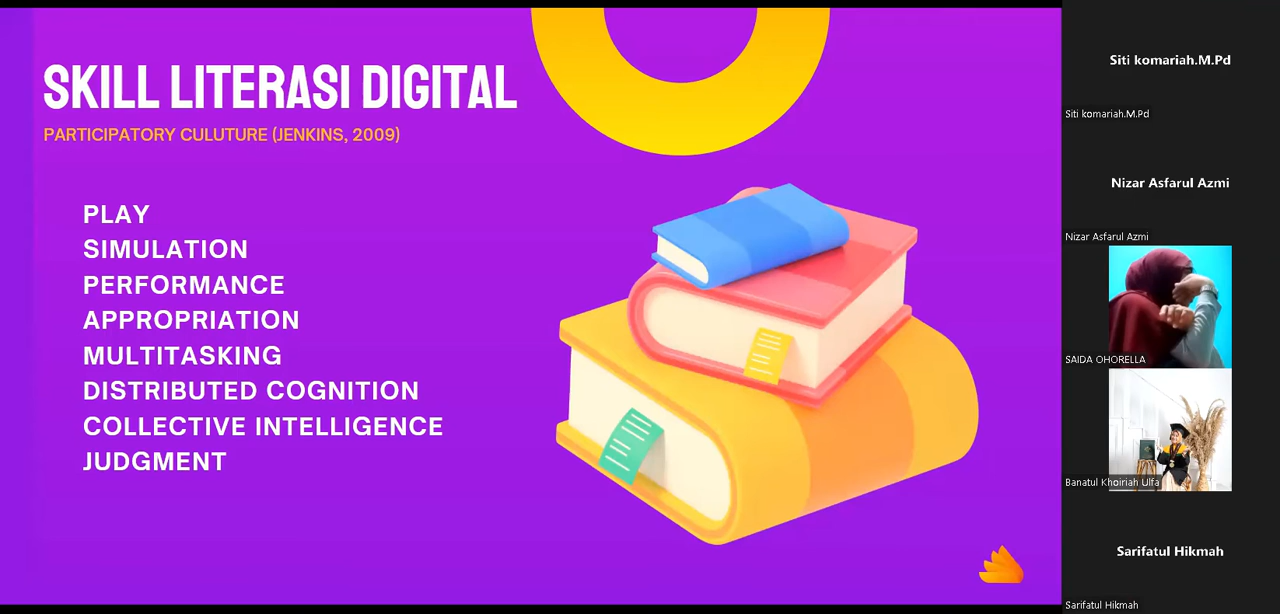 SKILL LITERASI DIGITAL
PARTICIPATORY CULUTURE (JENKINS, 2009)
PLAY
SIMULATION
PERFORMANCE
APPROPRIATION
MULTITASKING
DISTRIBUTED COGNITION
COLLECTIVE INTELLIGENCE
JUDGMENT
Siti komariah.M.Pd
Siti komariah.M.Pd
Nizar Asfarul Azmi
Nizar Asfarul Azmi
SAIDA OHORELLA
Banatul Khoiriah Ulfa
Sarifatul Hikmah
Sarifatul Hikmah